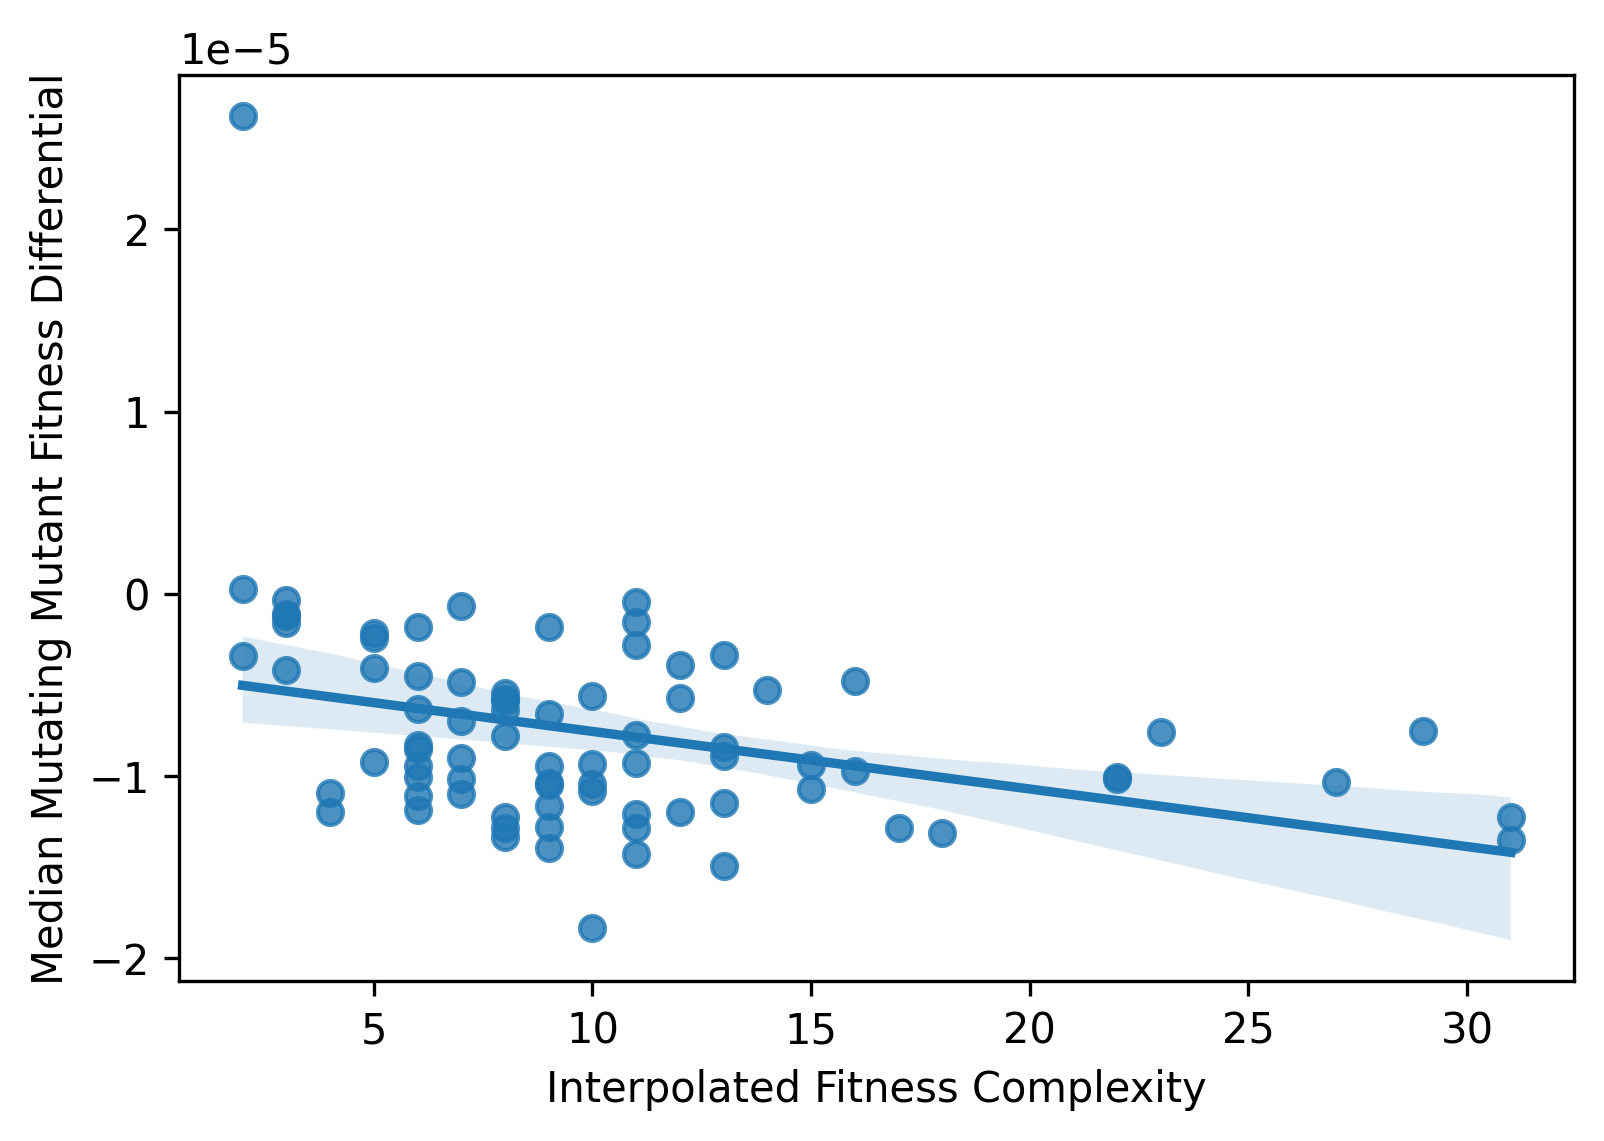 1e−5
Median Mutating Mutant Fitness Differential
2
1
0
−1
−2
5 10 15 20 25 30
Interpolated Fitness Complexity